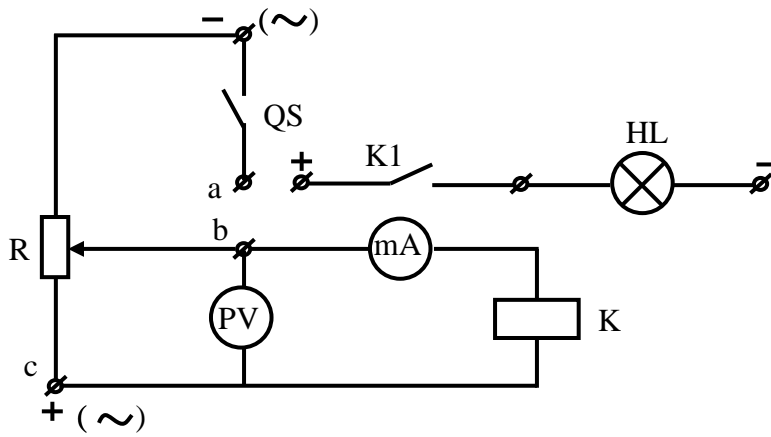 − (∼)
QS
HL
+ K1 −
a
b
R mA
PV K
c
+ (∼)